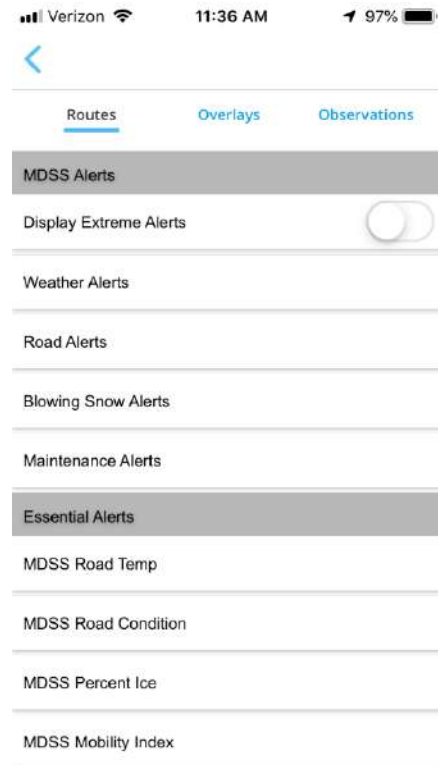 Verizon 11:36 AM 97%
Routes Overlays Observations
MDSS Alerts
Display Extreme Alerts
Weather Alerts
Road Alerts
Blowing Snow Alerts
Maintenance Alerts
Essential Alerts
MDSS Road Temp
MDSS Road Condition
MDSS Percent Ice
MDSS Mobility Index